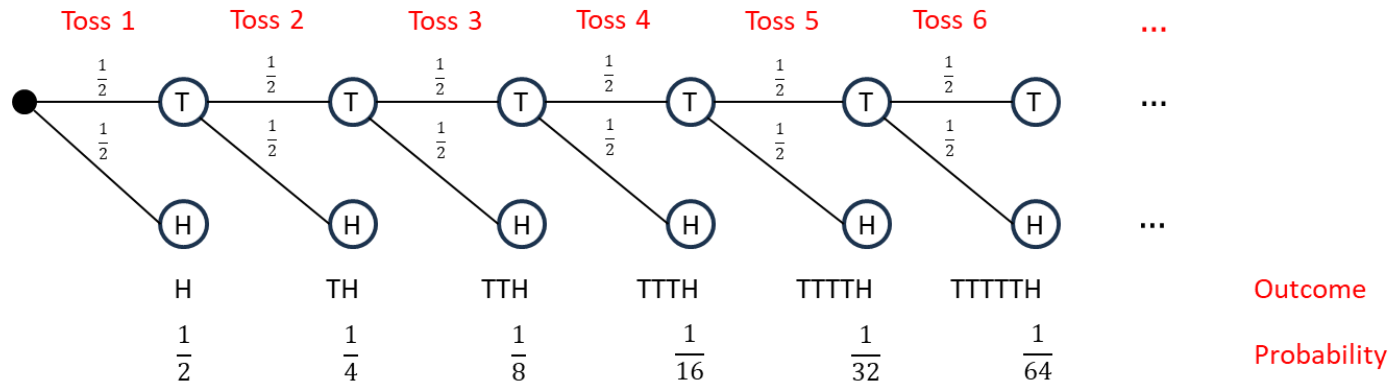 Toss 1 Toss 2 Toss 3 Toss 4 Toss 5 Toss 6 ...
1/2 1/2 1/2 1/2 1/2 1/2
T T T T T T ...
1/2 1/2 1/2 1/2 1/2 1/2
H H H H H H ...
H TH TTH TTTH TTTTH TTTTTH Outcome
1/2 1/4 1/8 1/16 1/32 1/64 Probability